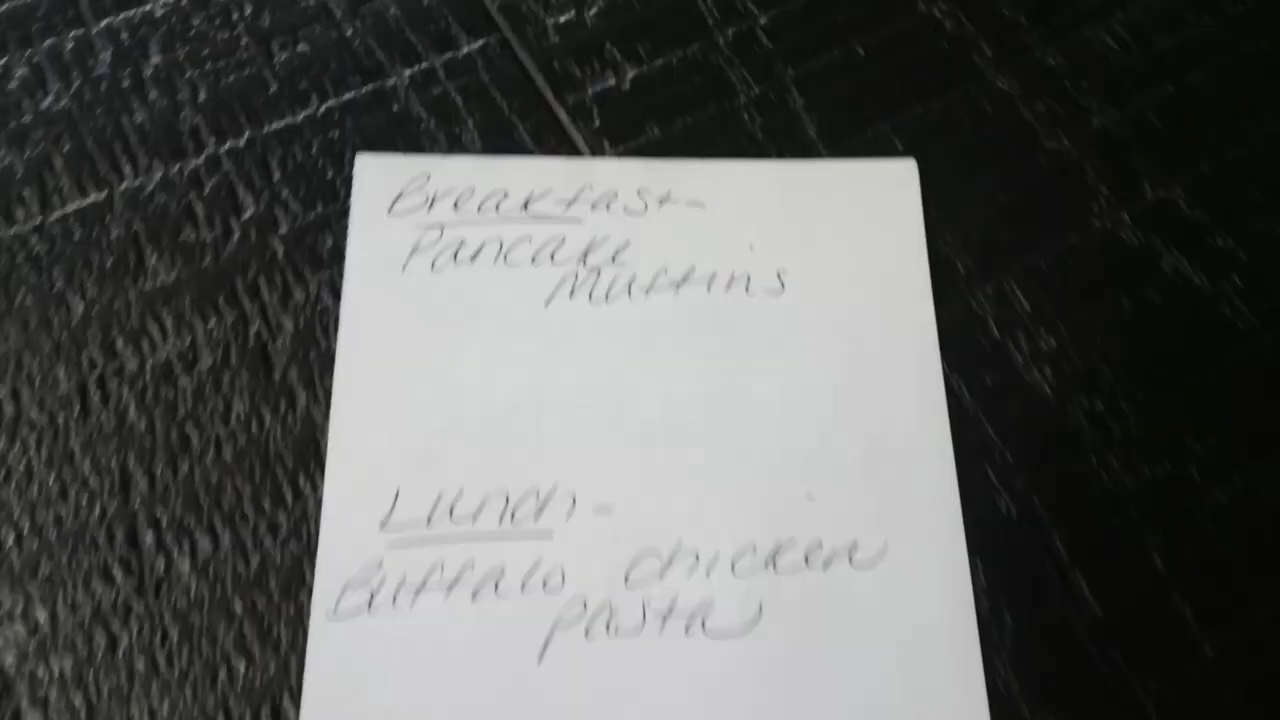 Breakfast-
Pancake
Muffins
Lunch-
Buffalo chicken
pasta